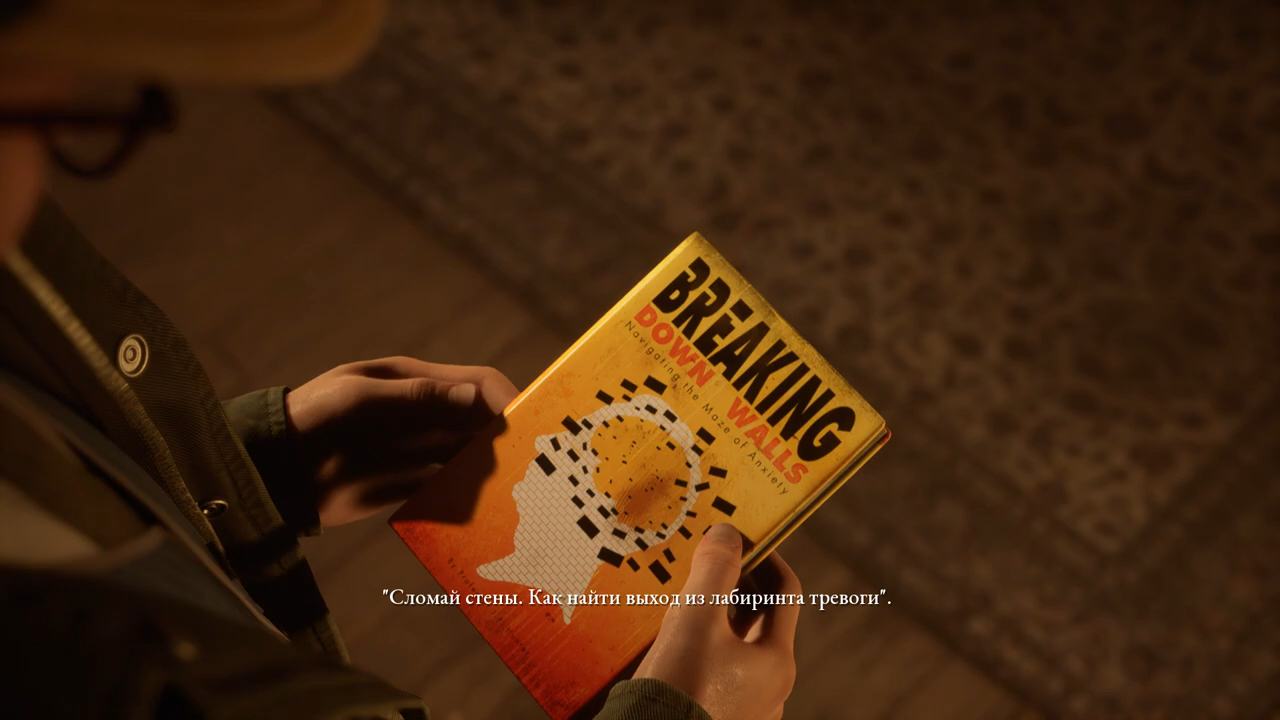 BREAKING
DOWN WALLS
Navigating the Maze of Anxiety
"Сломай стены. Как найти выход из лабиринта тревоги".